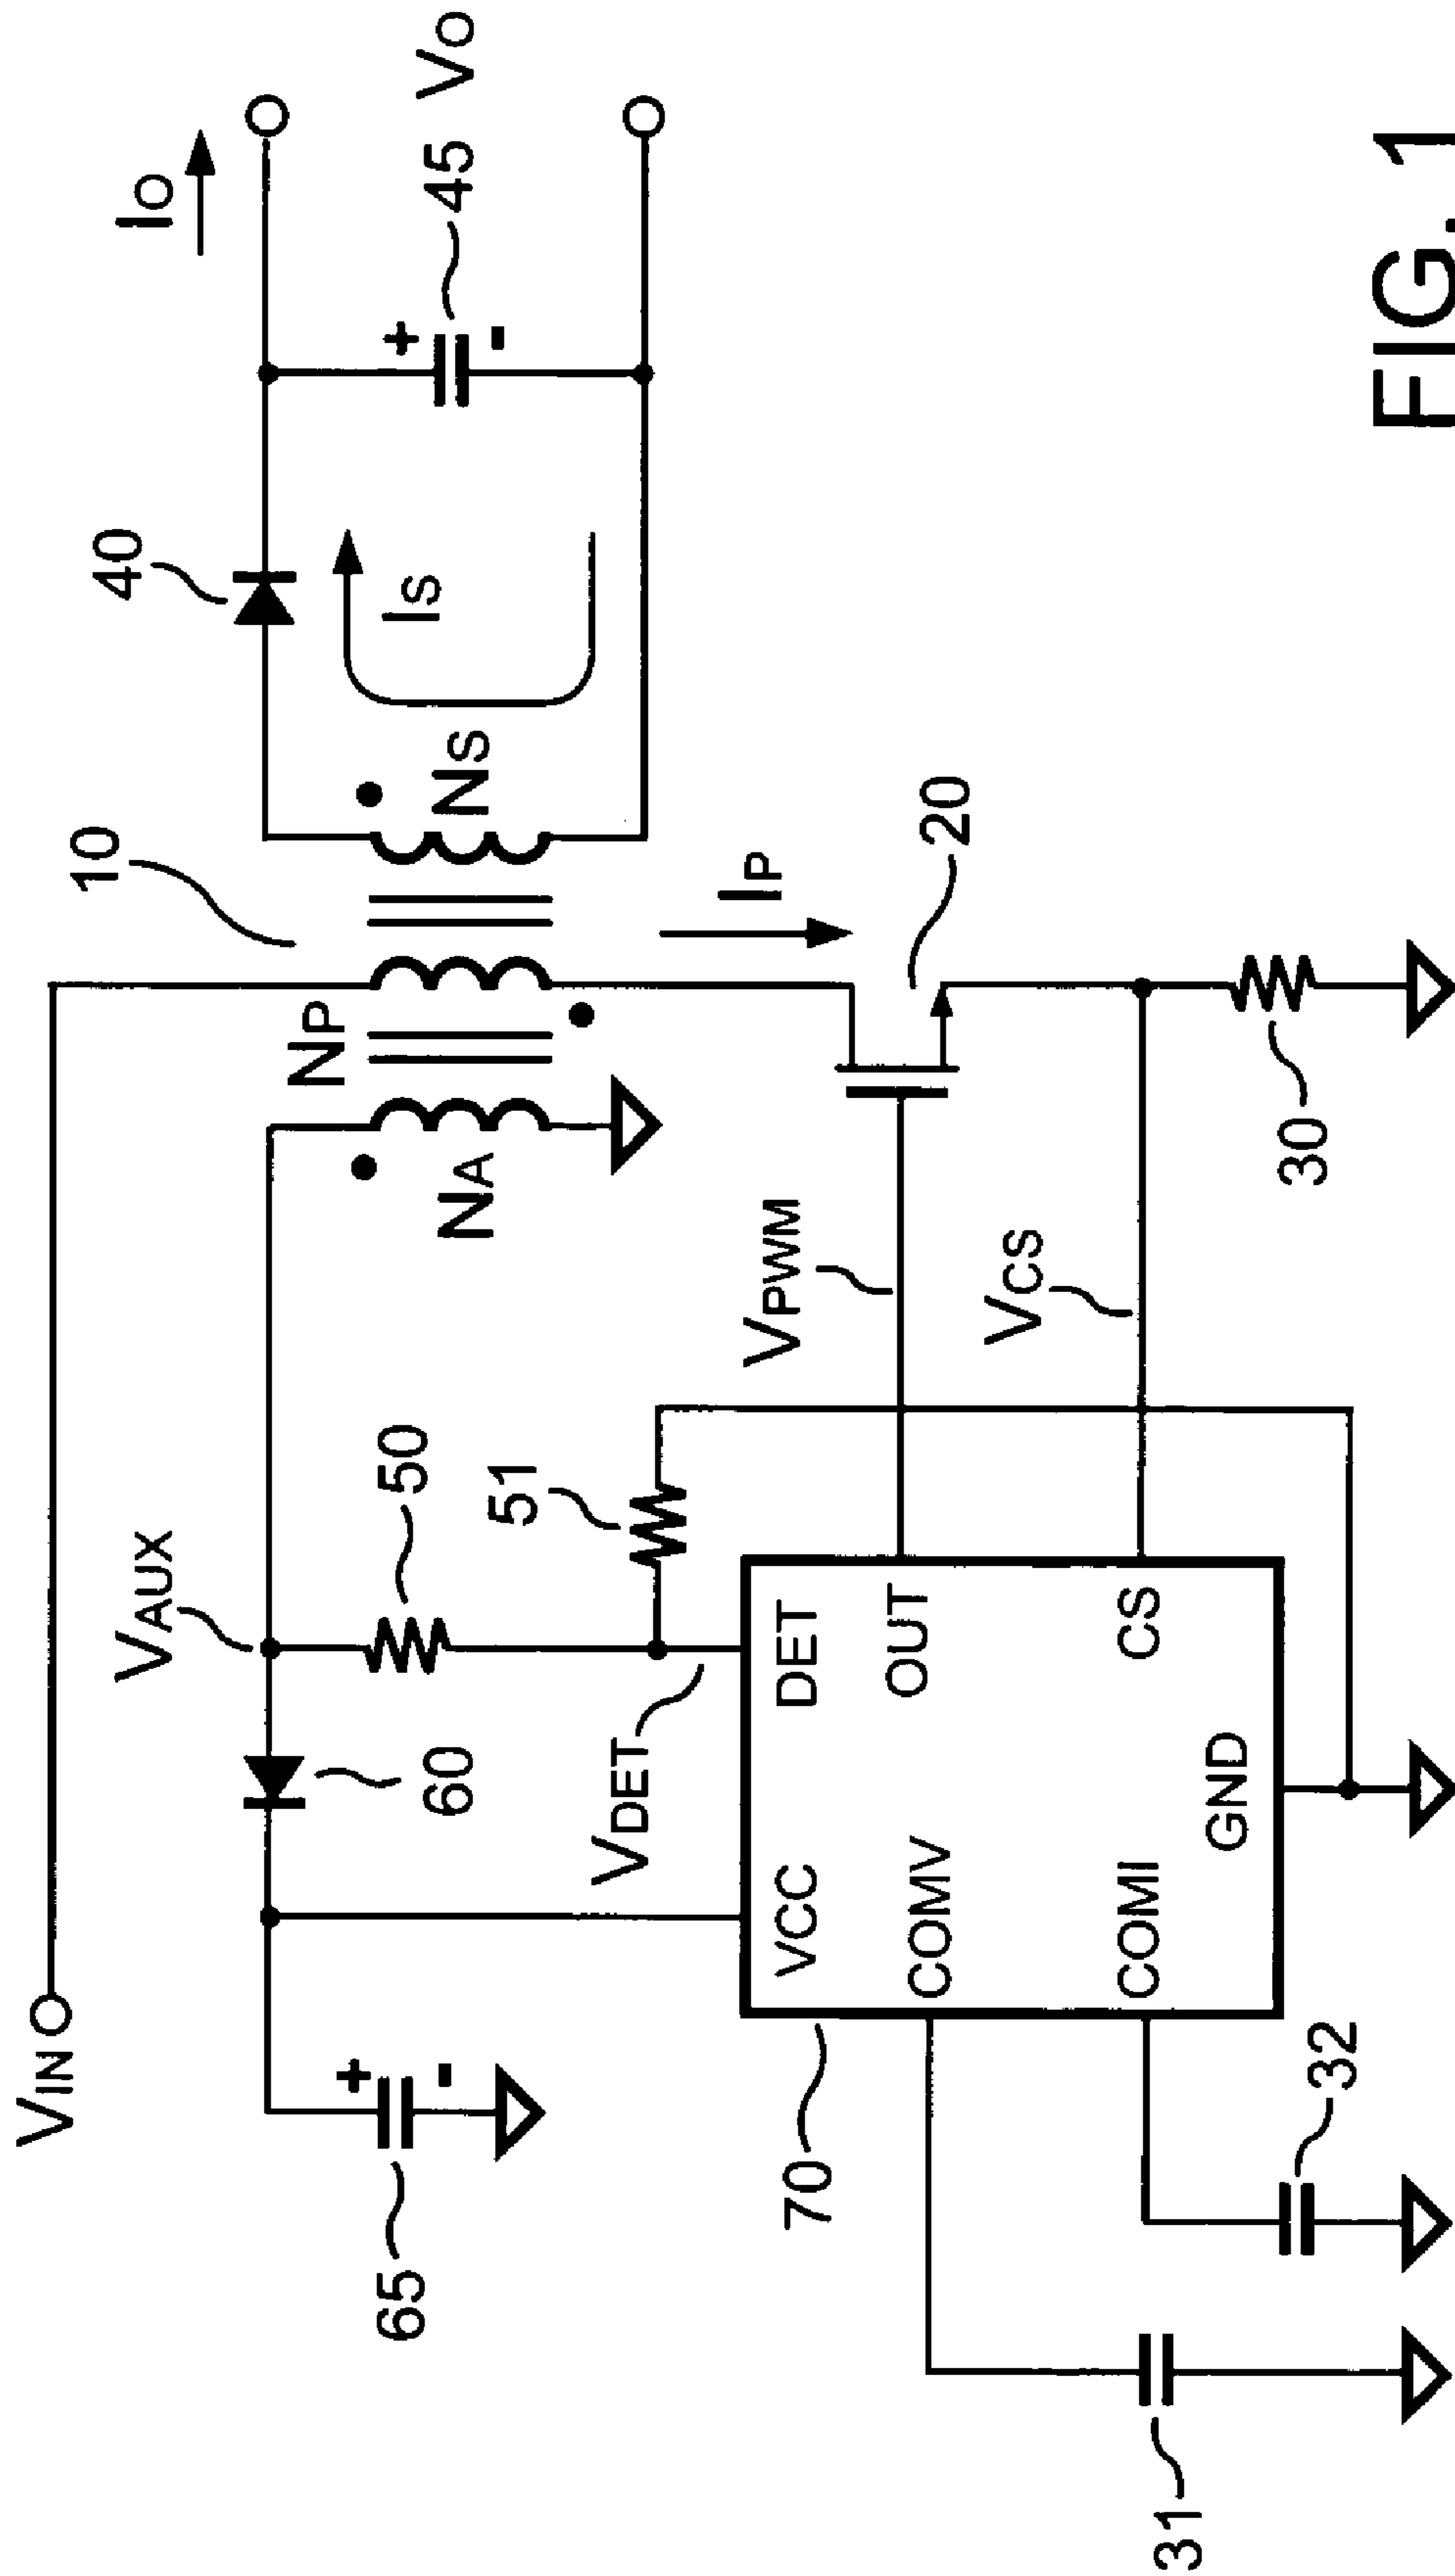 VIN
VAUX
10
40
IO
65
60
50
NP
NA
NS
IS
45
VO
VDET
51
IP
70
VCC
DET
VPWM
COMV
OUT
20
COMI
CS
VCS
GND
31
32
30
FIG. 1